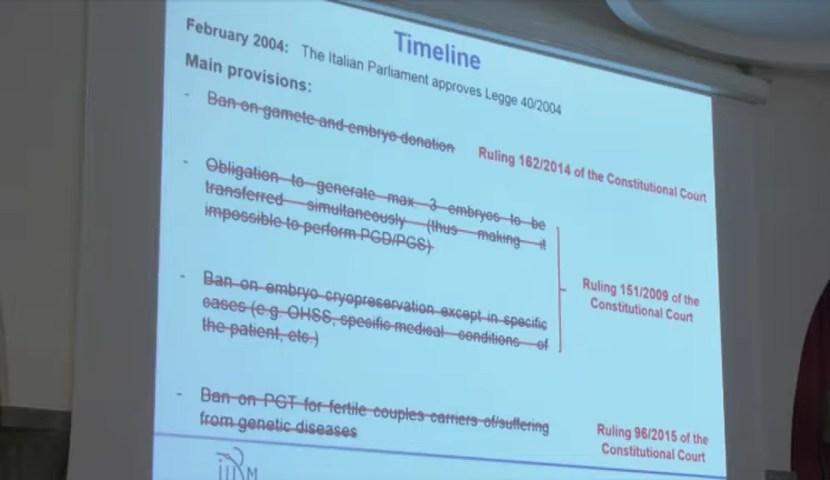 Timeline
February 2004: The Italian Parliament approves Legge 40/2004
Main provisions:
- Ban on gamete and embryo donation
Ruling 162/2014 of the Constitutional Court
- Obligation to generate max 3 embryos to be
transferred simultaneously (thus making it
impossible to perform PGD/PGS)
- Ban on embryo cryopreservation except in specific
cases (e.g. OHSS, specific medical conditions of
the patient, etc.)
Ruling 151/2009 of the
Constitutional Court
- Ban on PGT for fertile couples carriers of/suffering
from genetic diseases
Ruling 96/2015 of the
Constitutional Court